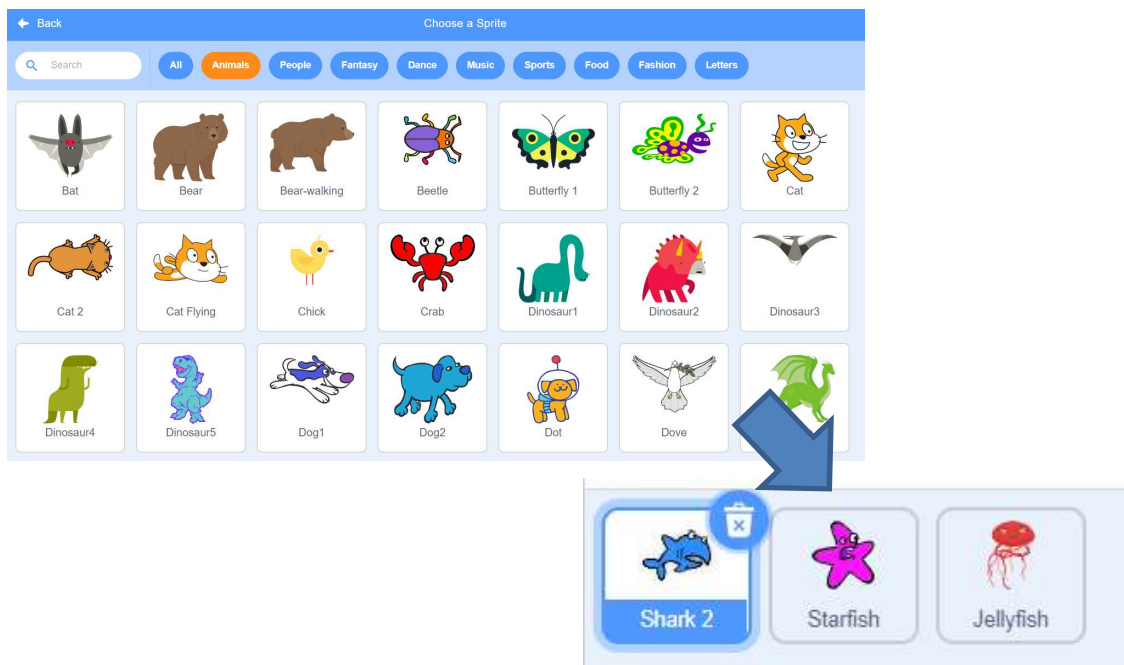 Back Choose a Sprite
Search All Animals People Fantasy Dance Music Sports Food Fashion Letters
Bat Bear Bear-walking Beetle Butterfly 1 Butterfly 2 Cat
Cat 2 Cat Flying Chick Crab Dinosaur1 Dinosaur2 Dinosaur3
Dinosaur4 Dinosaur5 Dog1 Dog2 Dot Dove
Shark 2 Starfish Jellyfish